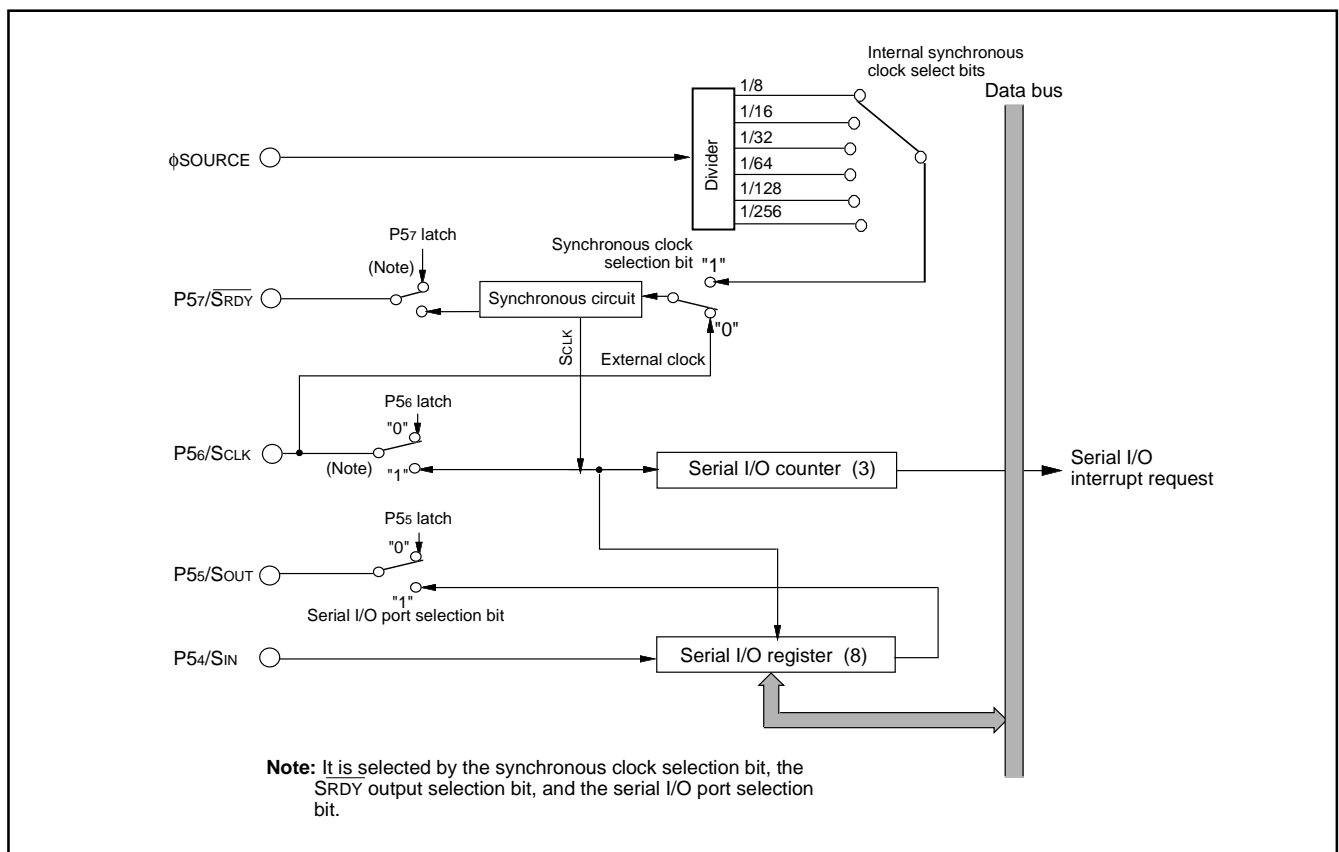 Internal synchronous
clock select bits
Data bus
1/8
1/16
1/32
1/64
1/128
1/256
Divider
φSOURCE
P57 latch
(Note)
Synchronous clock
selection bit
"1"
P57/SRDY
Synchronous circuit
"0"
SCLK
External clock
P56 latch
"0"
P56/SCLK
(Note)
"1"
Serial I/O counter (3)
Serial I/O
interrupt request
P55 latch
"0"
P55/SOUT
"1"
Serial I/O port selection bit
P54/SIN
Serial I/O register (8)
Note: It is selected by the synchronous clock selection bit, the
SRDY output selection bit, and the serial I/O port selection
bit.